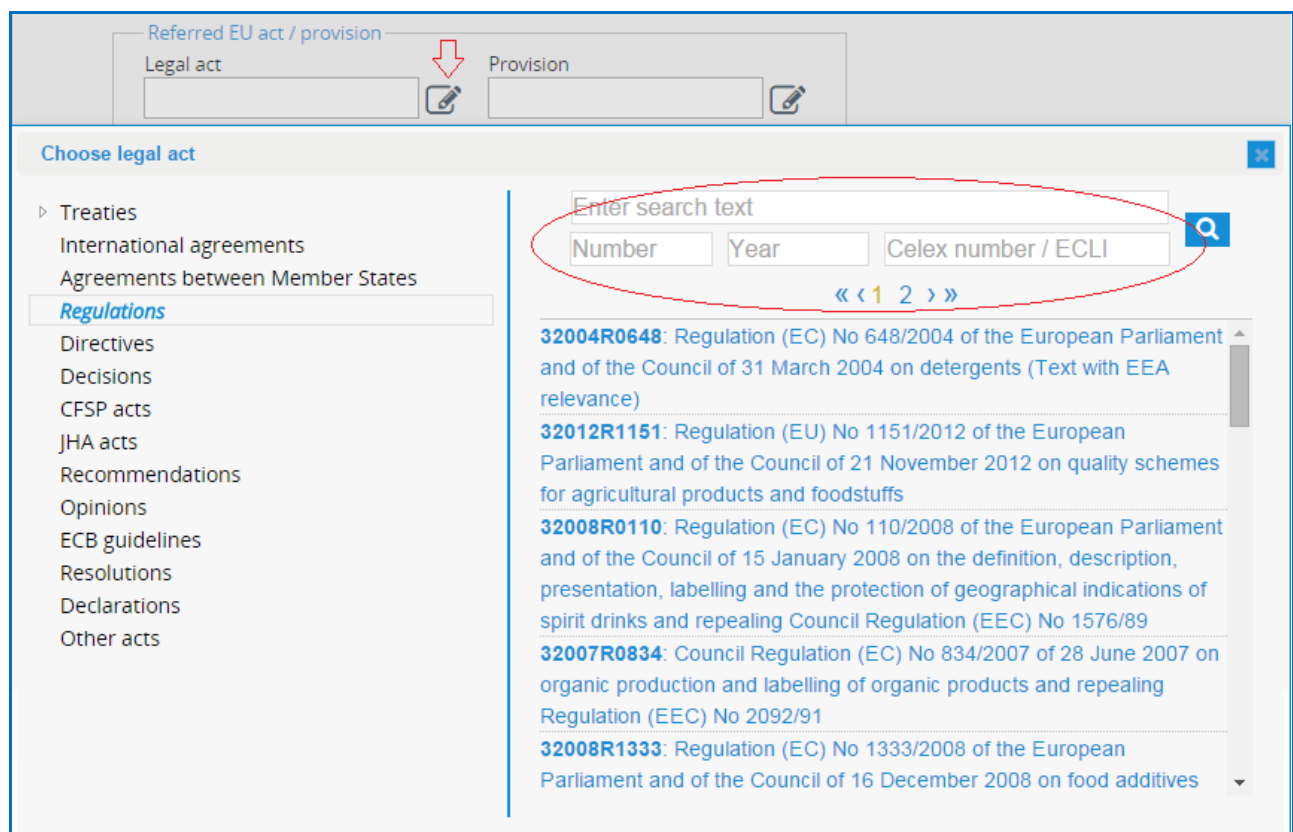 Referred EU act / provision
Legal act
Provision
Choose legal act
Treaties
International agreements
Agreements between Member States
Regulations
Directives
Decisions
CFSP acts
JHA acts
Recommendations
Opinions
ECB guidelines
Resolutions
Declarations
Other acts
Enter search text
Number Year Celex number / ECLI
« ‹ 1 2 › »
32004R0648: Regulation (EC) No 648/2004 of the European Parliament
and of the Council of 31 March 2004 on detergents (Text with EEA
relevance)
32012R1151: Regulation (EU) No 1151/2012 of the European
Parliament and of the Council of 21 November 2012 on quality schemes
for agricultural products and foodstuffs
32008R0110: Regulation (EC) No 110/2008 of the European Parliament
and of the Council of 15 January 2008 on the definition, description,
presentation, labelling and the protection of geographical indications of
spirit drinks and repealing Council Regulation (EEC) No 1576/89
32007R0834: Council Regulation (EC) No 834/2007 of 28 June 2007 on
organic production and labelling of organic products and repealing
Regulation (EEC) No 2092/91
32008R1333: Regulation (EC) No 1333/2008 of the European
Parliament and of the Council of 16 December 2008 on food additives